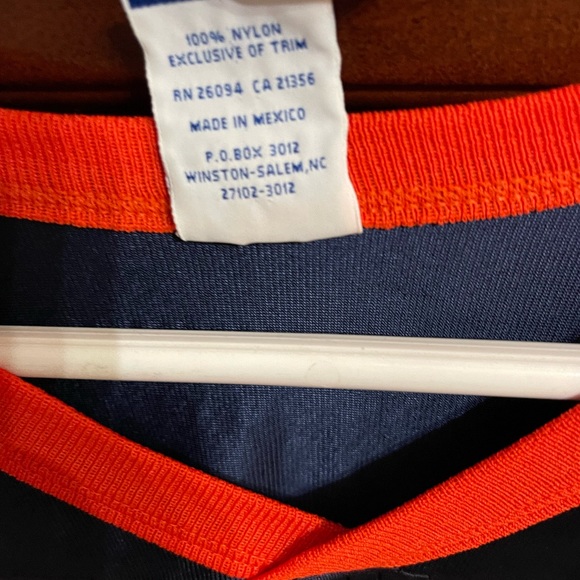 100% NYLON
EXCLUSIVE OF TRIM
RN 26094 CA 21356
MADE IN MEXICO
P.O.BOX 3012
WINSTON-SALEM,NC
27102-3012